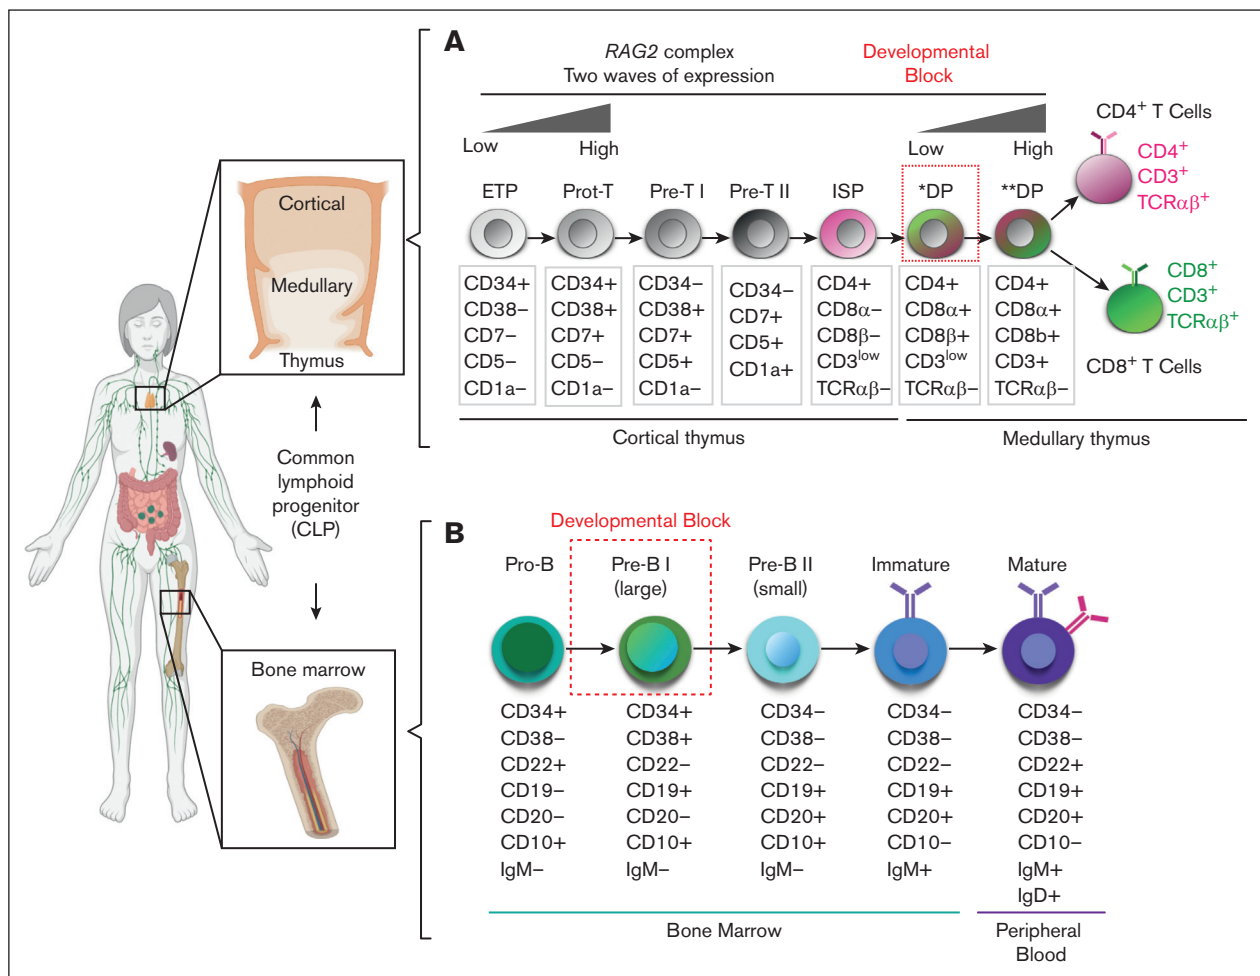 A
RAG2 complex
Two waves of expression
Developmental
Block
Low
High
Low
High
CD4⁺ T Cells
CD4⁺
CD3⁺
TCRαβ⁺
ETP
Prot-T
Pre-T I
Pre-T II
ISP
*DP
**DP
CD34+
CD38−
CD7−
CD5−
CD1a−
CD34+
CD38+
CD7+
CD5−
CD1a−
CD34−
CD38+
CD7+
CD5+
CD1a−
CD34−
CD7+
CD5+
CD1a+
CD4+
CD8α−
CD8β−
CD3ˡᵒʷ
TCRαβ−
CD4+
CD8α+
CD8β+
CD3ˡᵒʷ
TCRαβ−
CD4+
CD8α+
CD8b+
CD3+
TCRαβ−
CD8⁺
CD3⁺
TCRαβ⁺
CD8⁺ T Cells
Cortical thymus
Medullary thymus
Cortical
Medullary
Thymus
Common
lymphoid
progenitor
(CLP)
Bone marrow
B
Developmental Block
Pro-B
Pre-B I
(large)
Pre-B II
(small)
Immature
Mature
CD34+
CD38−
CD22+
CD19−
CD20−
CD10+
IgM−
CD34+
CD38+
CD22−
CD19+
CD20−
CD10+
IgM−
CD34−
CD38−
CD22−
CD19+
CD20+
CD10+
IgM−
CD34−
CD38−
CD22−
CD19+
CD20+
CD10−
IgM+
CD34−
CD38−
CD22+
CD19+
CD20+
CD10−
IgM+
IgD+
Bone Marrow
Peripheral
Blood